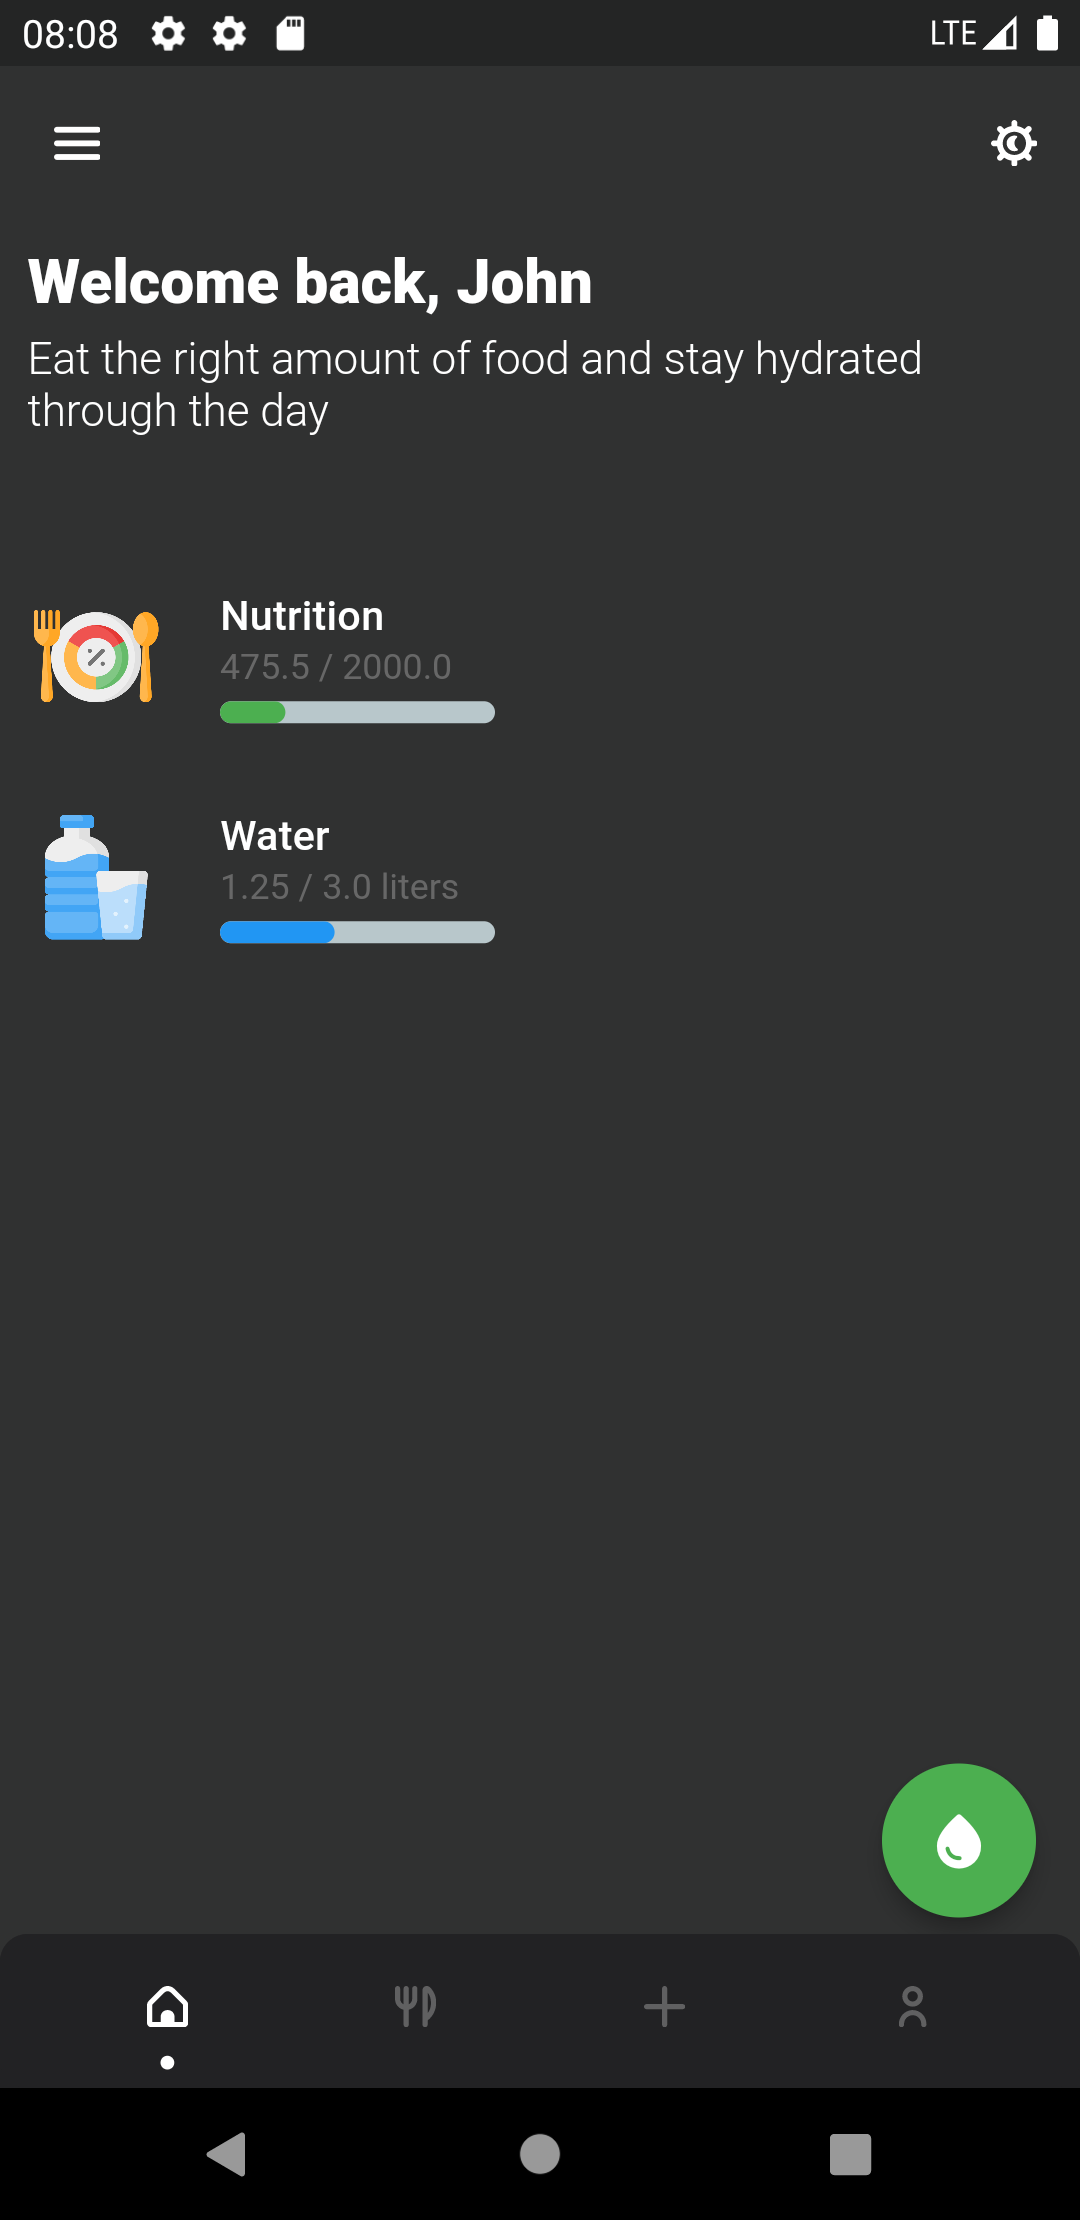 08:08 LTE
Welcome back, John
Eat the right amount of food and stay hydrated
through the day
Nutrition
475.5 / 2000.0
Water
1.25 / 3.0 liters